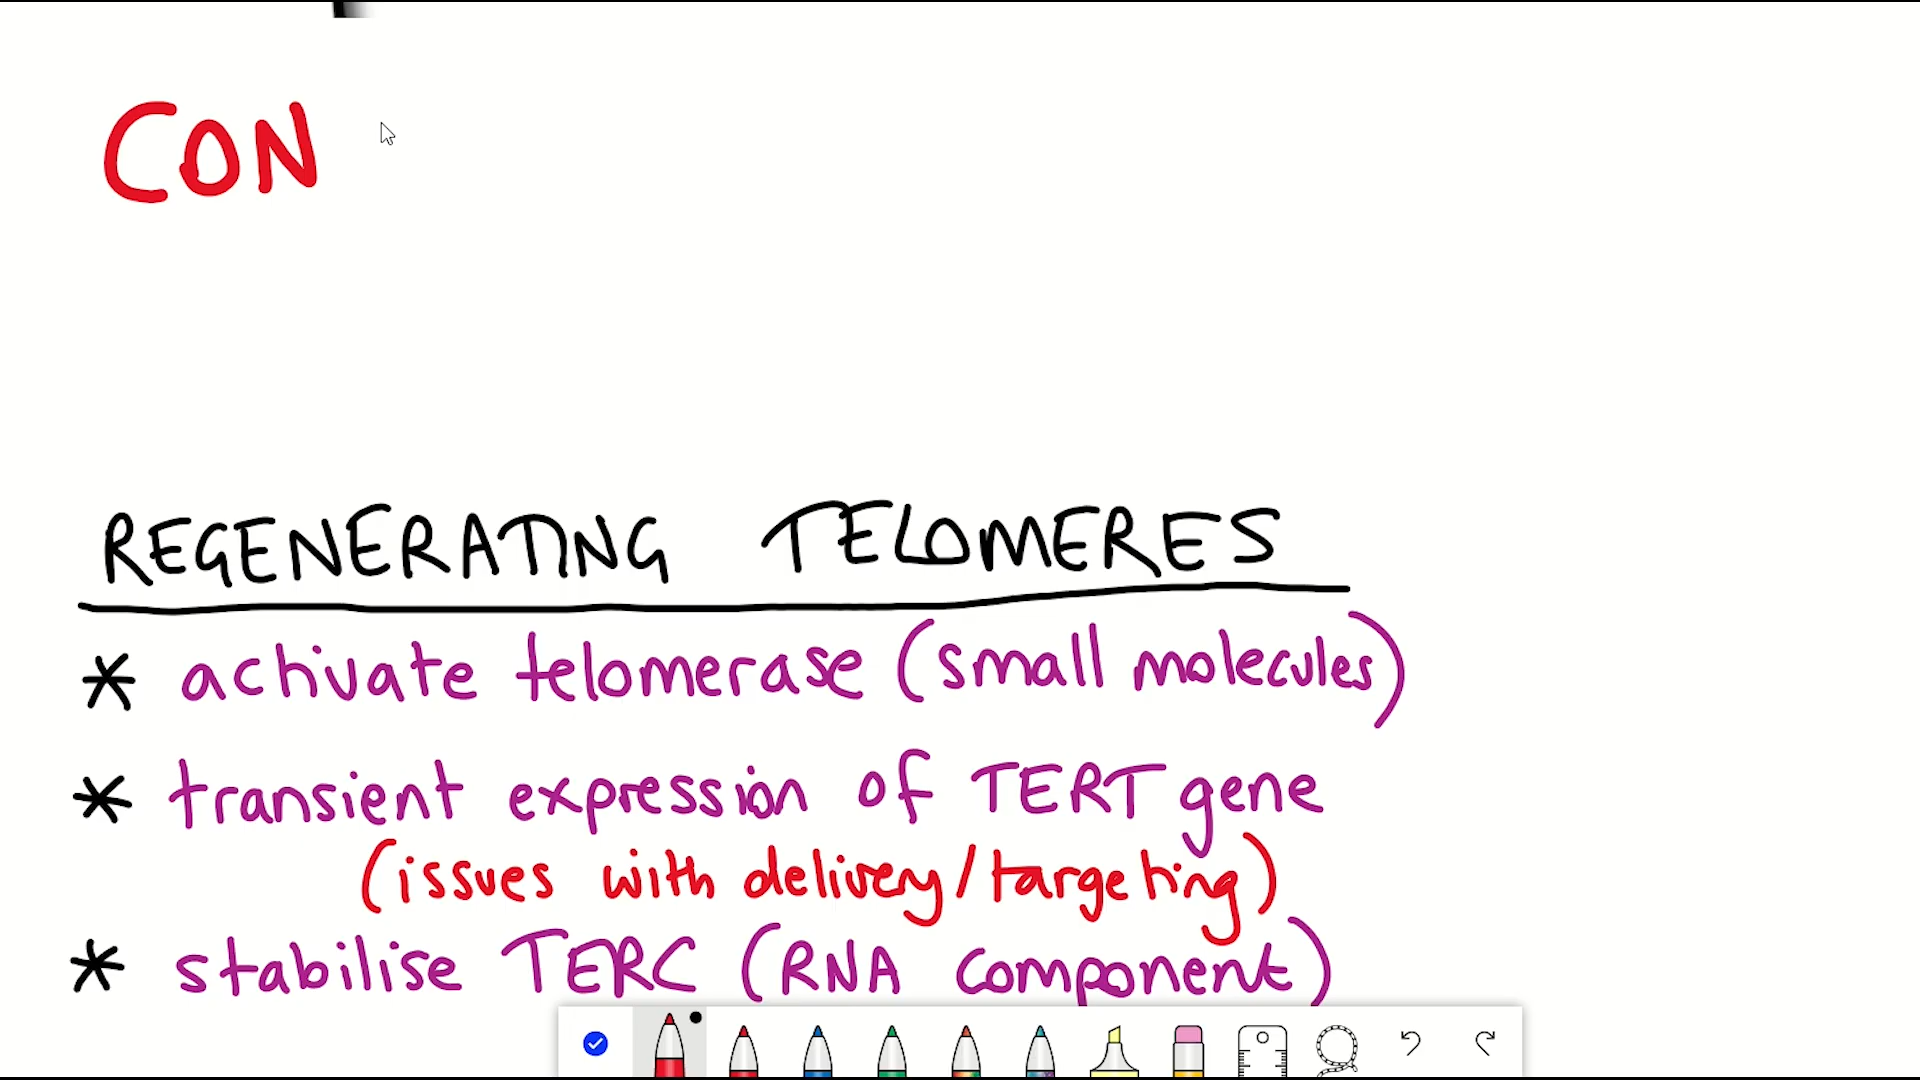 CON
REGENERATING TELOMERES
* activate telomerase (small molecules)
* transient expression of TERT gene
(issues with delivery/targeting)
* stabilise TERC (RNA component)